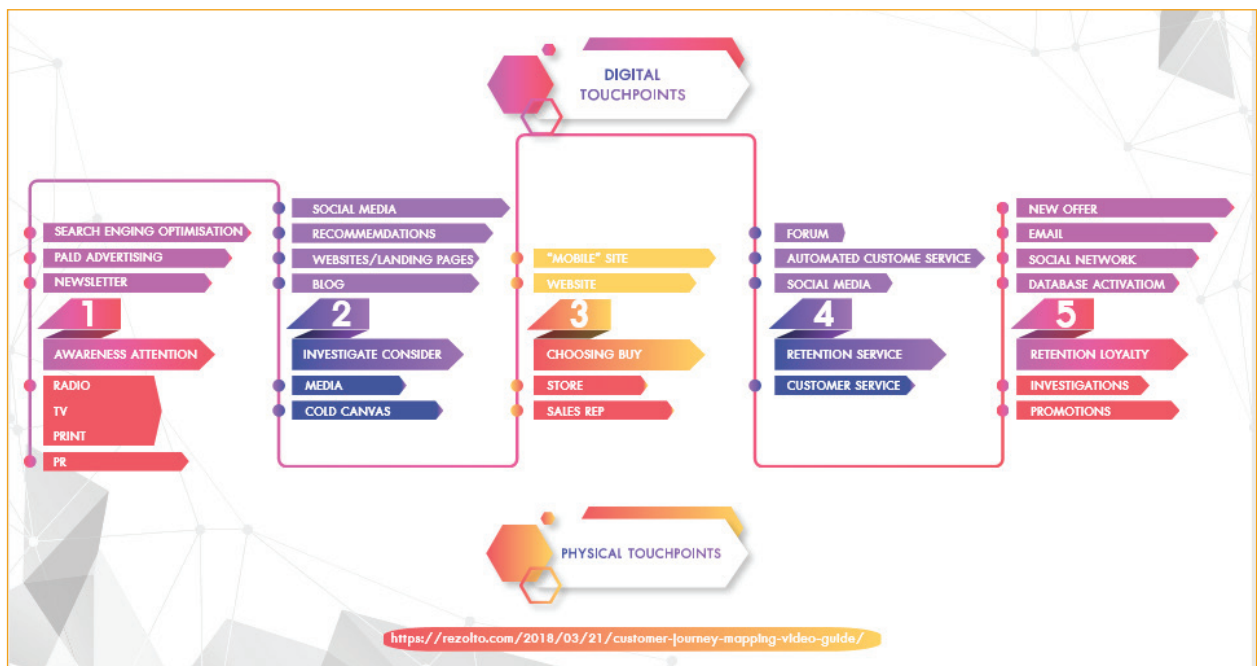 DIGITAL
TOUCHPOINTS
SEARCH ENGING OPTIMISATION
PALD ADVERTISING
NEWSLETTER
1
AWARENESS ATTENTION
RADIO
TV
PRINT
PR
SOCIAL MEDIA
RECOMMEMDATIONS
WEBSITES/LANDING PAGES
BLOG
2
INVESTIGATE CONSIDER
MEDIA
COLD CANVAS
"MOBILE" SITE
WEBSITE
3
CHOOSING BUY
STORE
SALES REP
FORUM
AUTOMATED CUSTOME SERVICE
SOCIAL MEDIA
4
RETENTION SERVICE
CUSTOMER SERVICE
NEW OFFER
EMAIL
SOCIAL NETWORK
DATABASE ACTIVATIOM
5
RETENTION LOYALTY
INVESTIGATIONS
PROMOTIONS
PHYSICAL TOUCHPOINTS
https://rezolto.com/2018/03/21/customer-journey-mapping-video-guide/